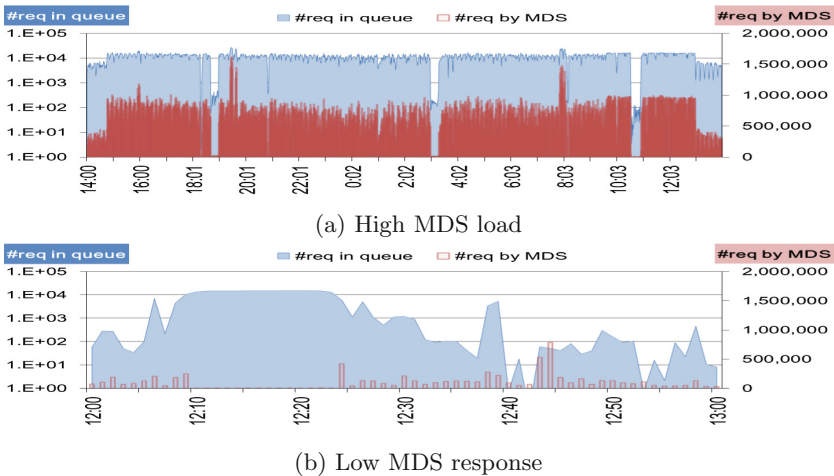 #req in queue #req in queue #req by MDS #req by MDS
1.E+05 2,000,000
1.E+04
1.E+03 1,500,000
1.E+02 1,000,000
1.E+01 500,000
1.E+00 0
14:00 16:00 18:01 20:01 22:01 0:02 2:02 4:02 6:03 8:03 10:03 12:03
(a) High MDS load
#req in queue #req in queue #req by MDS #req by MDS
1.E+05 2,000,000
1.E+04 1,500,000
1.E+03
1.E+02 1,000,000
1.E+01 500,000
1.E+00 0
12:00 12:10 12:20 12:30 12:40 12:50 13:00
(b) Low MDS response